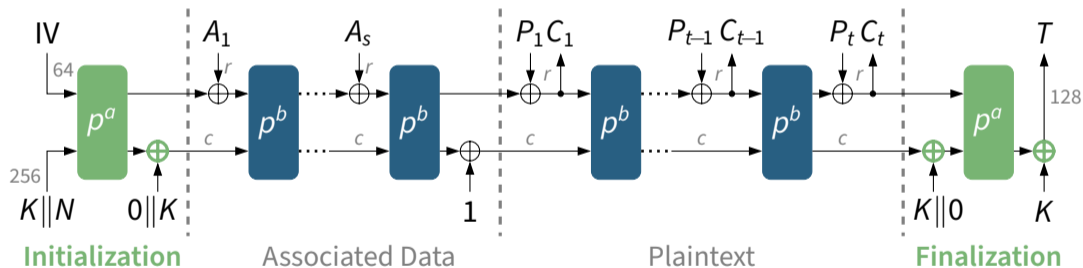 IV A₁ Aₛ P₁ C₁ Pₜ₋₁ Cₜ₋₁ Pₜ Cₜ T
64 r r r r r 128
pᵃ pᵇ pᵇ pᵇ pᵇ pᵃ
c c c c c
256
K‖N 0‖K 1 K‖0 K
Initialization Associated Data Plaintext Finalization